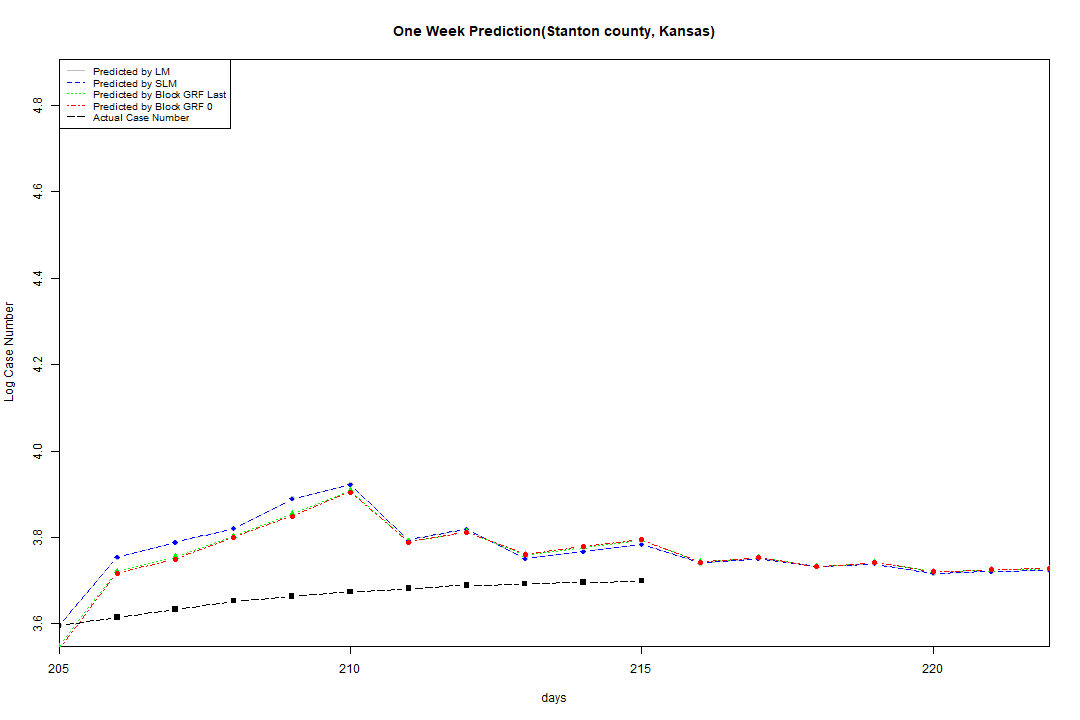 One Week Prediction(Stanton county, Kansas)
Predicted by LM
Predicted by SLM
Predicted by Block GRF Last
Predicted by Block GRF 0
Actual Case Number
4.8
4.6
4.4
4.2
4.0
3.8
3.6
Log Case Number
205 210 215 220
days